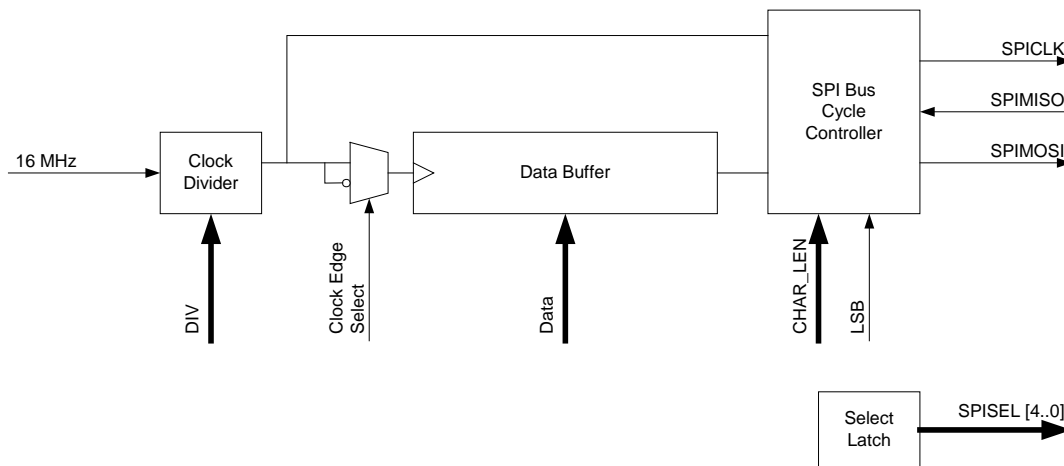 SPICLK
SPI Bus
Cycle
Controller
SPIMISO
16 MHz
Clock
Divider
Data Buffer
SPIMOSI
DIV
Clock Edge
Select
Data
CHAR_LEN
LSB
Select
Latch
SPISEL [4..0]